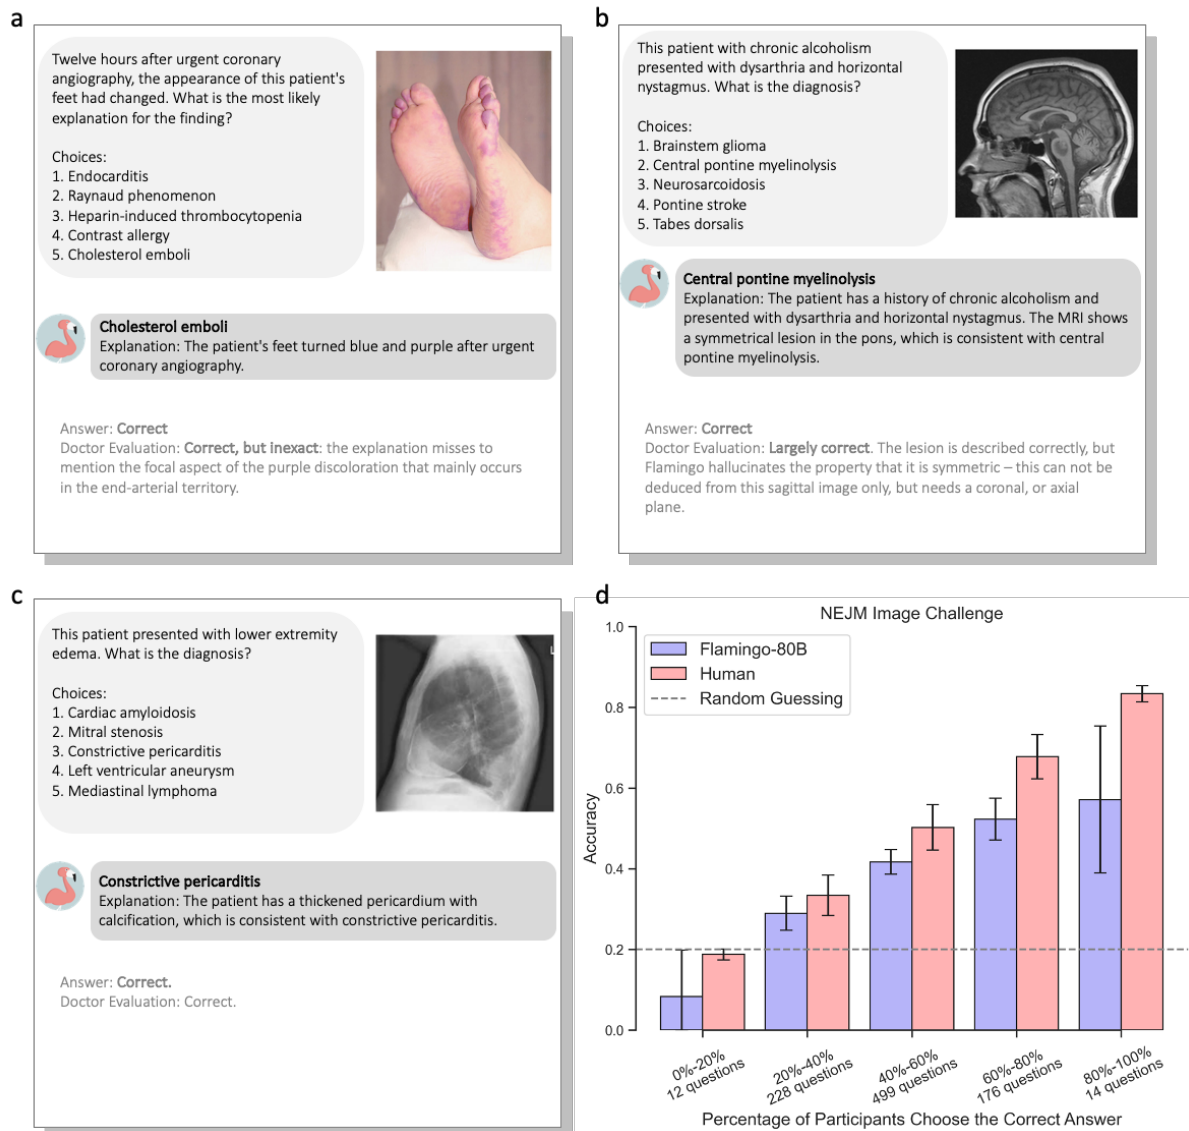 a
Twelve hours after urgent coronary
angiography, the appearance of this patient's
feet had changed. What is the most likely
explanation for the finding?
Choices:
1. Endocarditis
2. Raynaud phenomenon
3. Heparin-induced thrombocytopenia
4. Contrast allergy
5. Cholesterol emboli
Cholesterol emboli
Explanation: The patient's feet turned blue and purple after urgent
coronary angiography.
Answer: Correct
Doctor Evaluation: Correct, but inexact: the explanation misses to
mention the focal aspect of the purple discoloration that mainly occurs
in the end-arterial territory.
b
This patient with chronic alcoholism
presented with dysarthria and horizontal
nystagmus. What is the diagnosis?
Choices:
1. Brainstem glioma
2. Central pontine myelinolysis
3. Neurosarcoidosis
4. Pontine stroke
5. Tabes dorsalis
Central pontine myelinolysis
Explanation: The patient has a history of chronic alcoholism and
presented with dysarthria and horizontal nystagmus. The MRI shows
a symmetrical lesion in the pons, which is consistent with central
pontine myelinolysis.
Answer: Correct
Doctor Evaluation: Largely correct. The lesion is described correctly, but
Flamingo hallucinates the property that it is symmetric – this can not be
deduced from this sagittal image only, but needs a coronal, or axial
plane.
c
This patient presented with lower extremity
edema. What is the diagnosis?
Choices:
1. Cardiac amyloidosis
2. Mitral stenosis
3. Constrictive pericarditis
4. Left ventricular aneurysm
5. Mediastinal lymphoma
L
Constrictive pericarditis
Explanation: The patient has a thickened pericardium with
calcification, which is consistent with constrictive pericarditis.
Answer: Correct.
Doctor Evaluation: Correct.
d
NEJM Image Challenge
Flamingo-80B
Human
Random Guessing
Accuracy
1.0
0.8
0.6
0.4
0.2
0.0
0%-20%
12 questions
20%-40%
228 questions
40%-60%
499 questions
60%-80%
176 questions
80%-100%
14 questions
Percentage of Participants Choose the Correct Answer